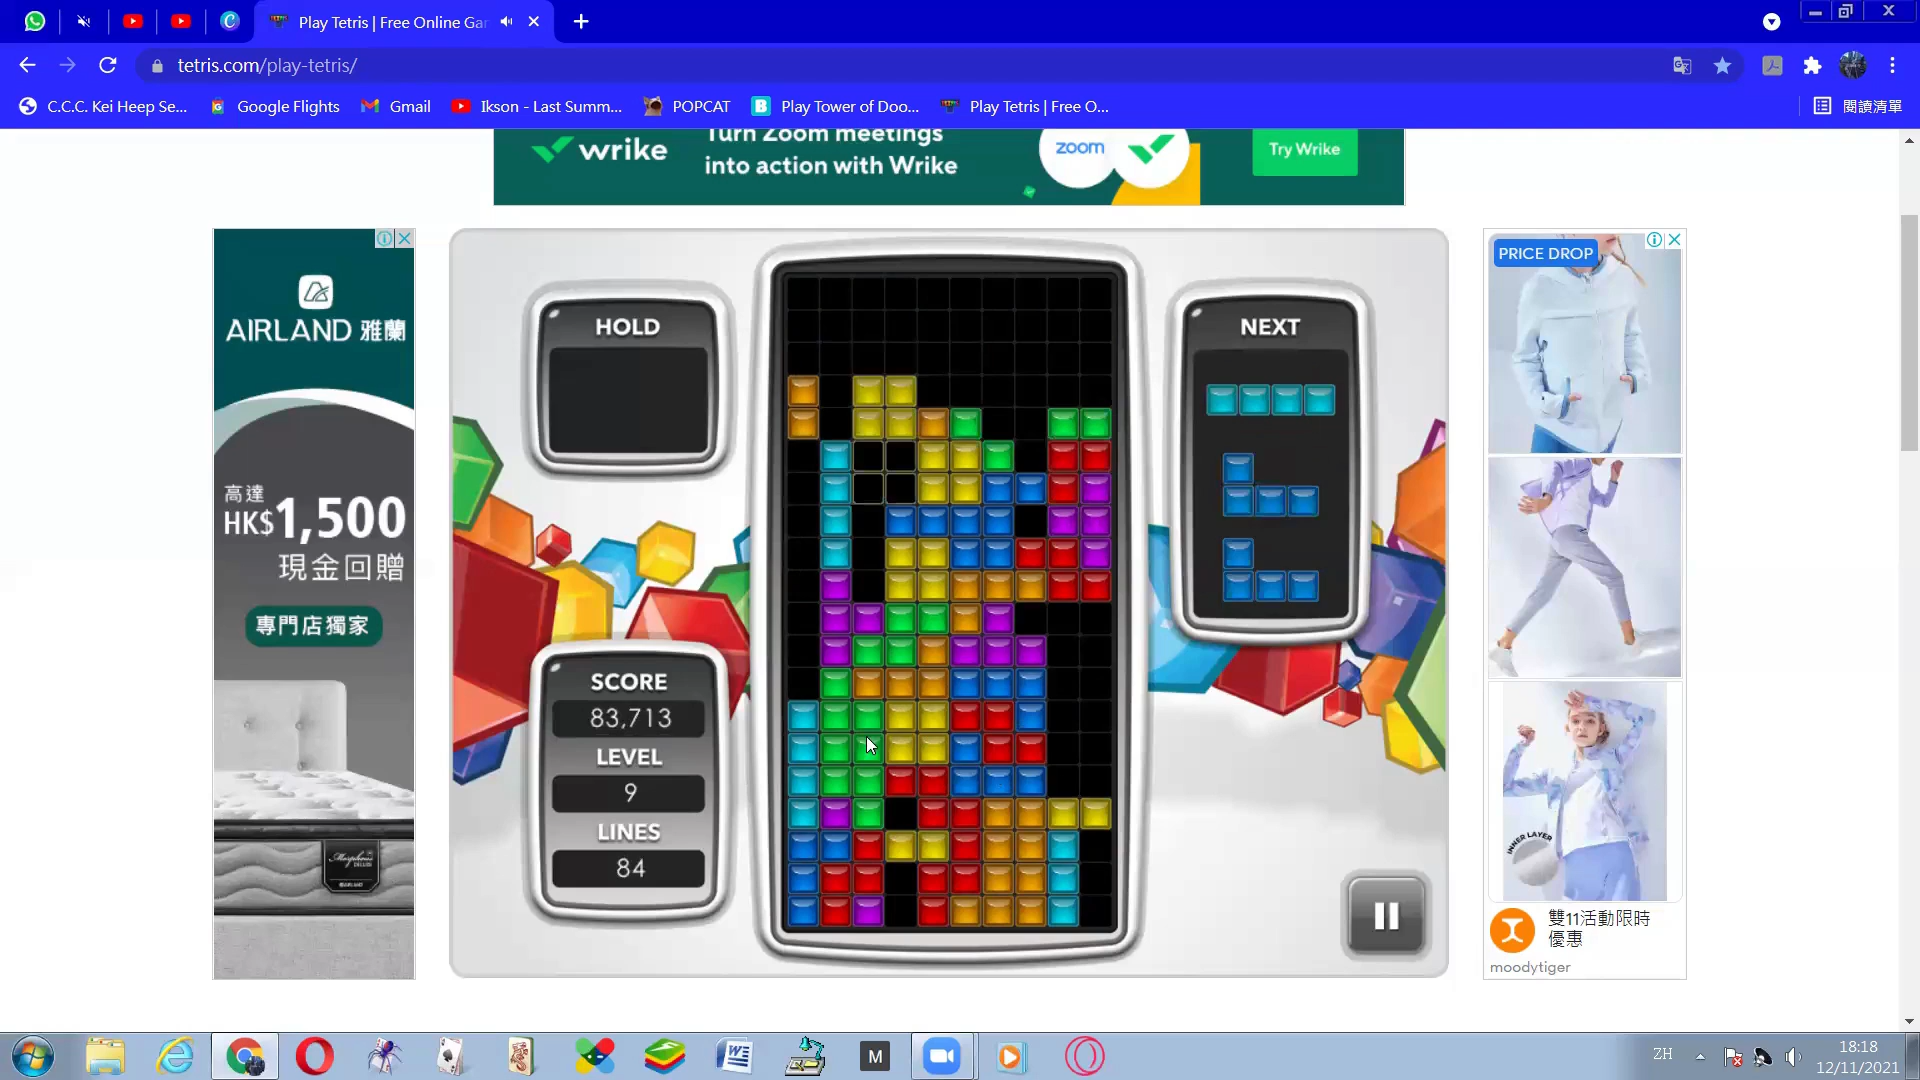 Play Tetris | Free Online Gar
tetris.com/play-tetris/
C.C.C. Kei Heep Se...
Google Flights
Gmail
Ikson - Last Summ...
POPCAT
Play Tower of Doo...
Play Tetris | Free O...
閱讀清單
wrike
Turn Zoom meetings
into action with Wrike
zoom
Try Wrike
AIRLAND 雅蘭
高達
HK$1,500
現金回贈
專門店獨家
HOLD
NEXT
SCORE
83,713
LEVEL
9
LINES
84
PRICE DROP
INNER LAYER
雙11活動限時
優惠
moodytiger
M
ZH
18:18
12/11/2021